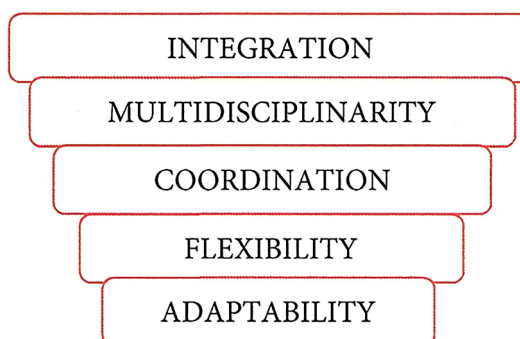 INTEGRATION
MULTIDISCIPLINARITY
COORDINATION
FLEXIBILITY
ADAPTABILITY